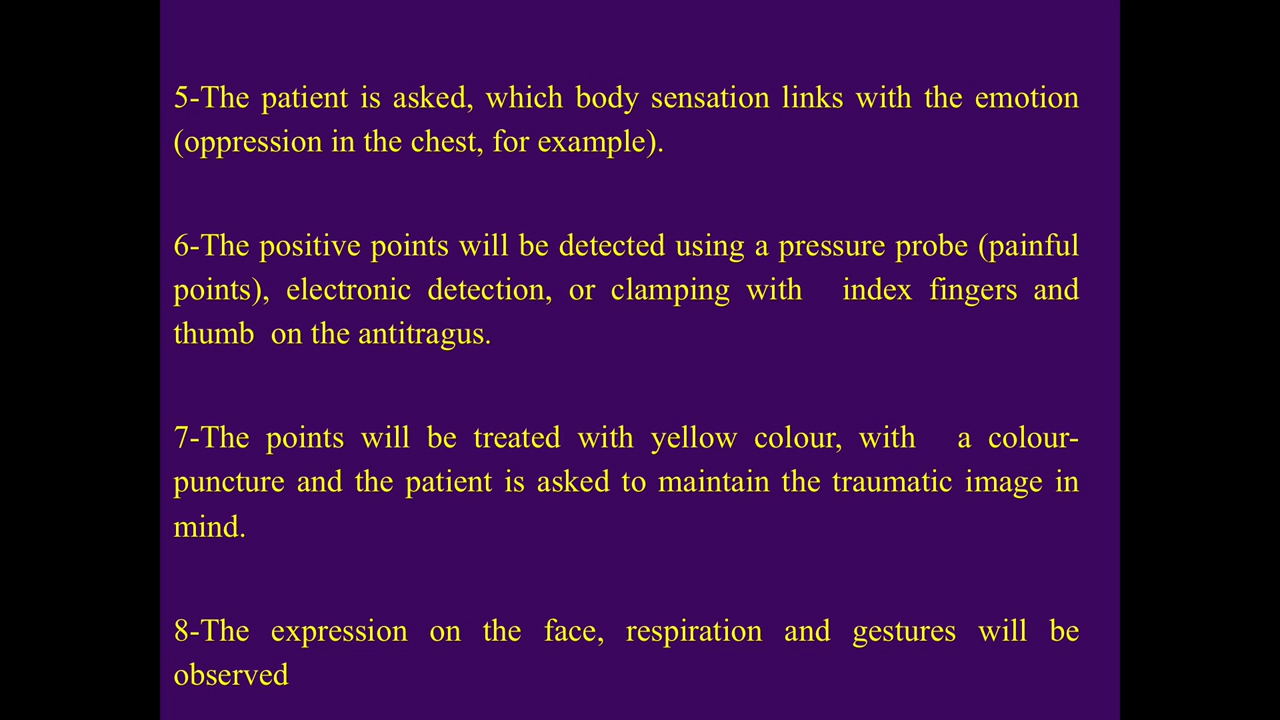 5-The patient is asked, which body sensation links with the emotion
(oppression in the chest, for example).
6-The positive points will be detected using a pressure probe (painful
points), electronic detection, or clamping with index fingers and
thumb on the antitragus.
7-The points will be treated with yellow colour, with a colour-
puncture and the patient is asked to maintain the traumatic image in
mind.
8-The expression on the face, respiration and gestures will be
observed